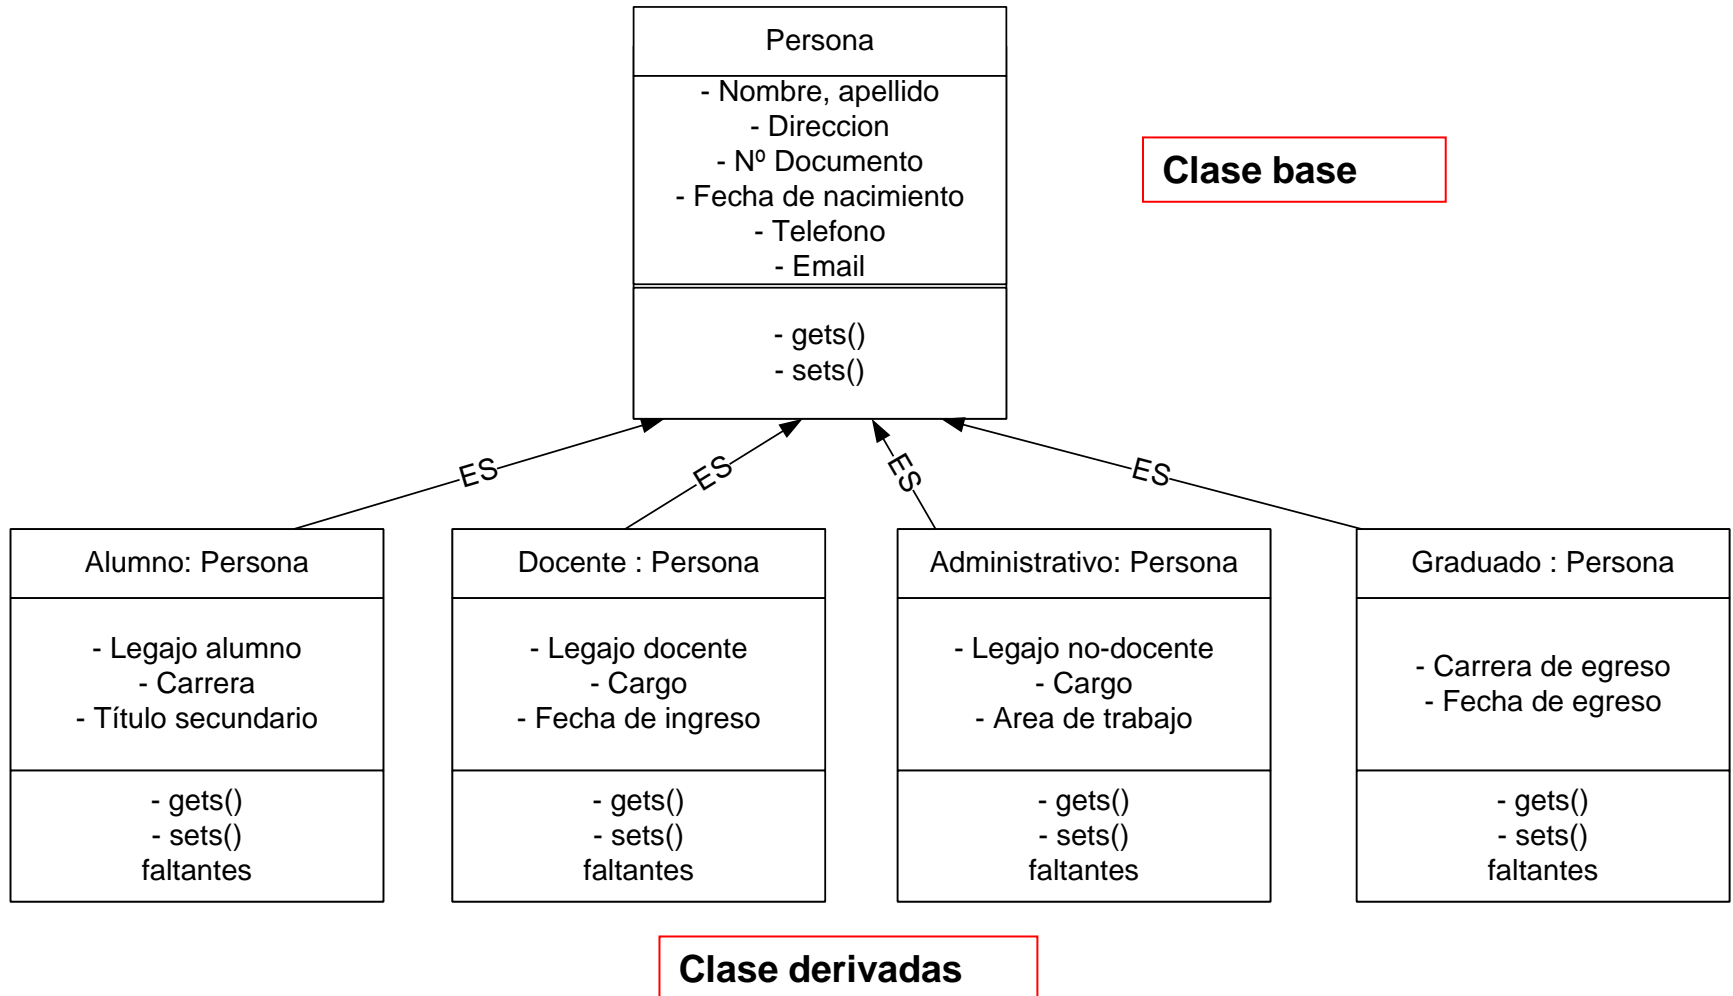 Persona
- Nombre, apellido
- Direccion
- Nº Documento
- Fecha de nacimiento
- Telefono
- Email
- gets()
- sets()
Clase base
ES
ES
ES
ES
Alumno: Persona
- Legajo alumno
- Carrera
- Título secundario
- gets()
- sets()
faltantes
Docente : Persona
- Legajo docente
- Cargo
- Fecha de ingreso
- gets()
- sets()
faltantes
Administrativo: Persona
- Legajo no-docente
- Cargo
- Area de trabajo
- gets()
- sets()
faltantes
Graduado : Persona
- Carrera de egreso
- Fecha de egreso
- gets()
- sets()
faltantes
Clase derivadas